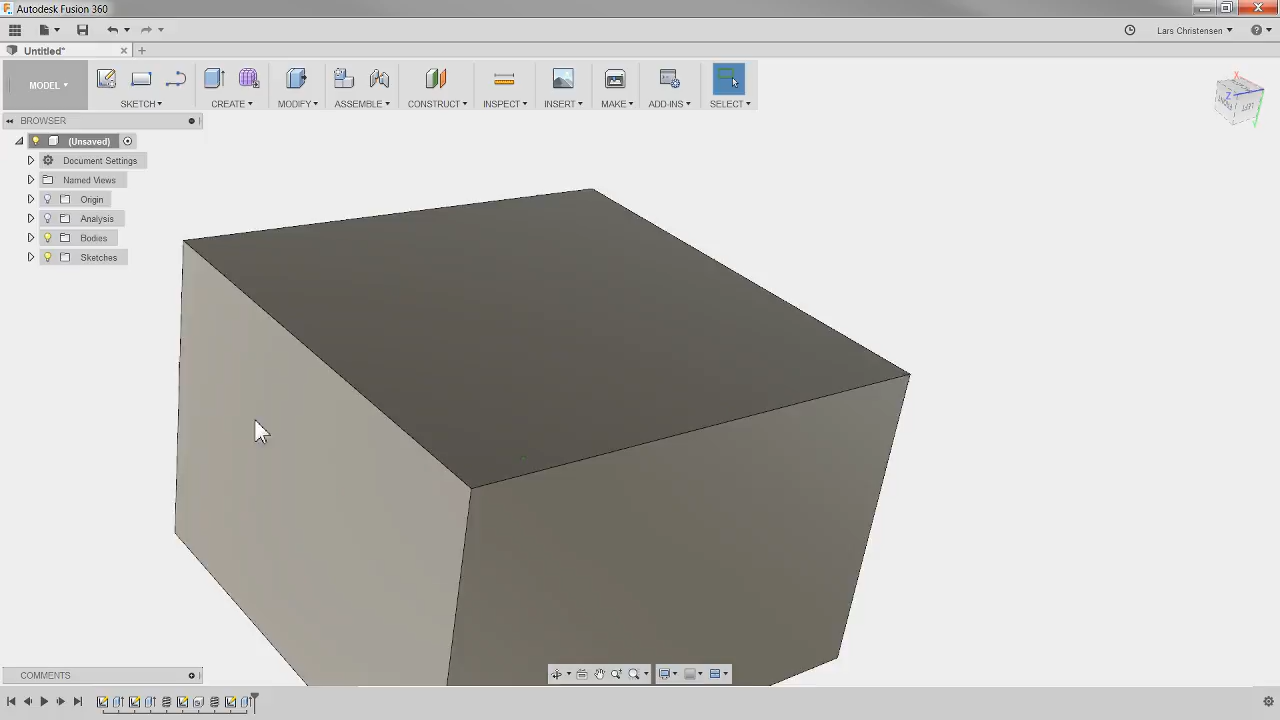 Autodesk Fusion 360
Lars Christensen
Untitled*
MODEL
SKETCH
CREATE
MODIFY
ASSEMBLE
CONSTRUCT
INSPECT
INSERT
MAKE
ADD-INS
SELECT
BROWSER
(Unsaved)
Document Settings
Named Views
Origin
Analysis
Bodies
Sketches
X
Z
Y
LEFT
COMMENTS